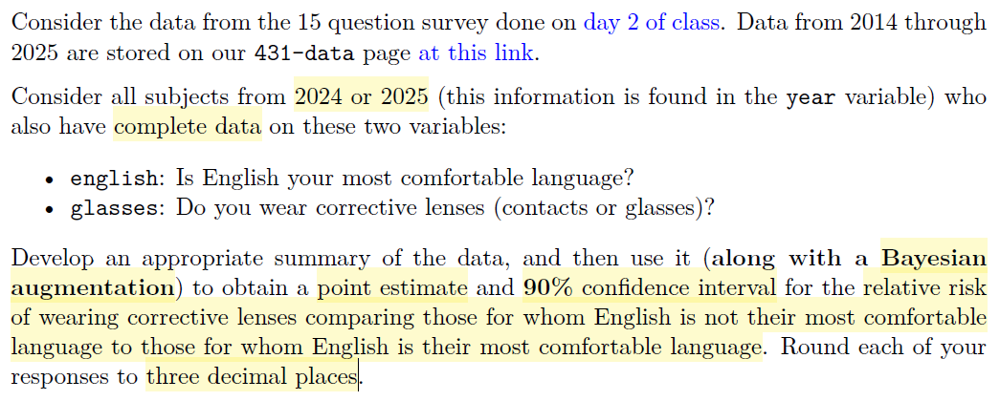 Consider the data from the 15 question survey done on day 2 of class. Data from 2014 through
2025 are stored on our 431-data page at this link.
Consider all subjects from 2024 or 2025 (this information is found in the year variable) who
also have complete data on these two variables:
• english: Is English your most comfortable language?
• glasses: Do you wear corrective lenses (contacts or glasses)?
Develop an appropriate summary of the data, and then use it (along with a Bayesian
augmentation) to obtain a point estimate and 90% confidence interval for the relative risk
of wearing corrective lenses comparing those for whom English is not their most comfortable
language to those for whom English is their most comfortable language. Round each of your
responses to three decimal places.